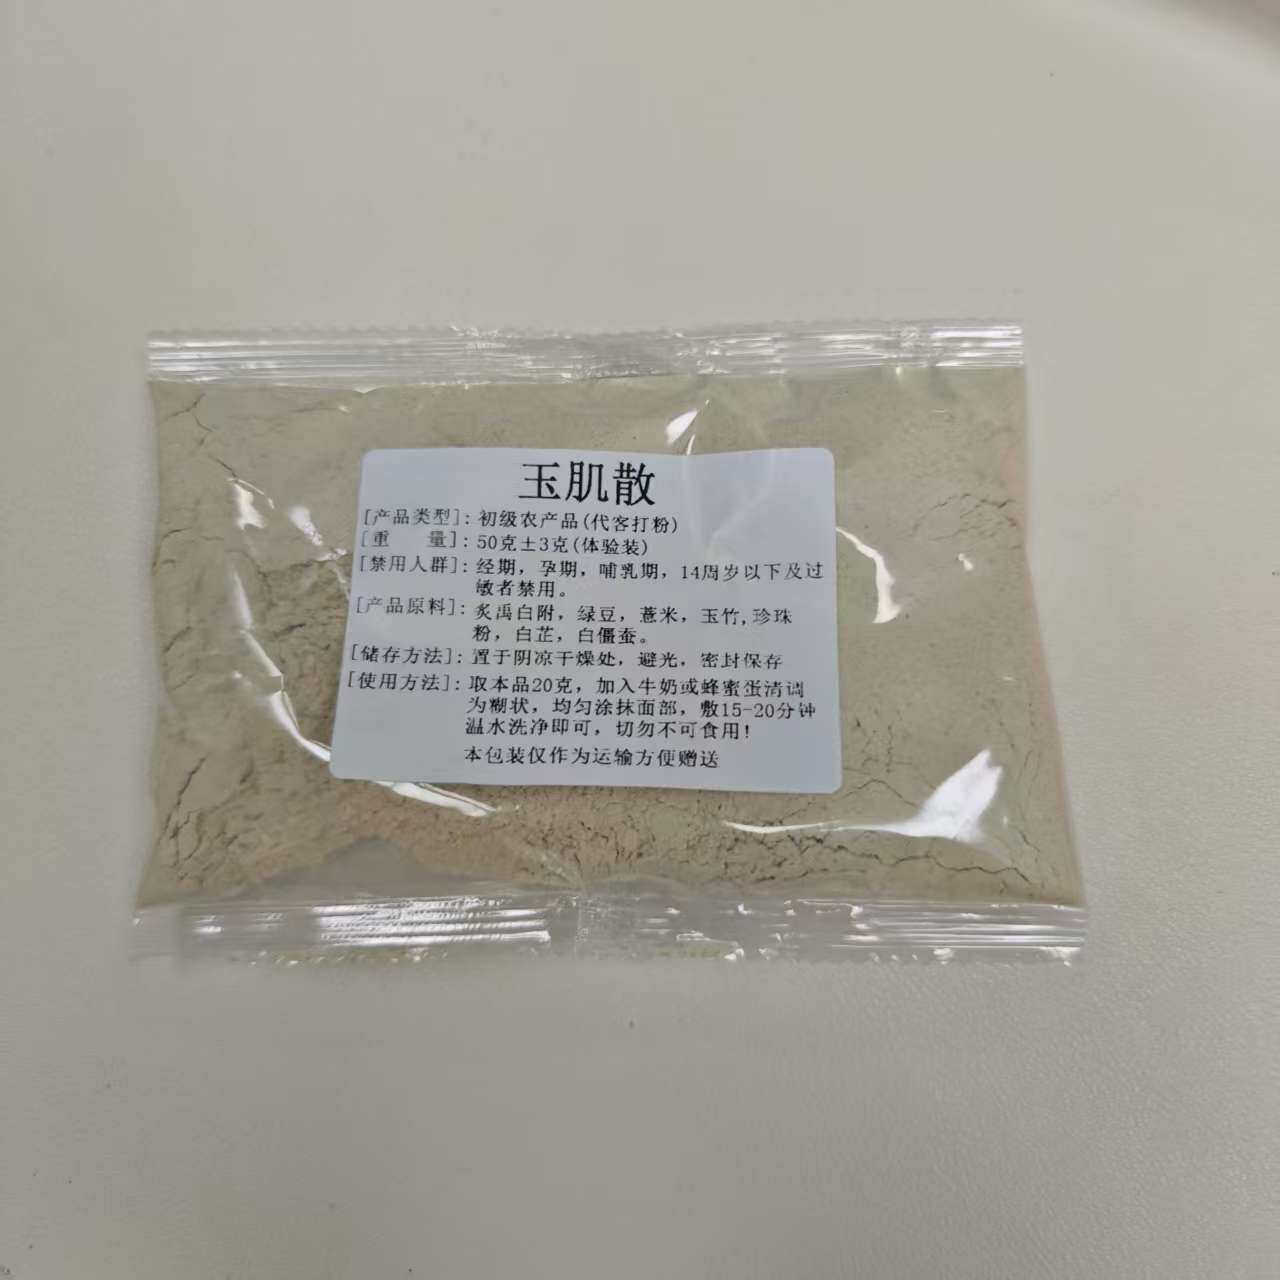 玉肌散
[产品类型]: 初级农产品(代客打粉)
[重　　量]: 50克±3克(体验装)
[禁用人群]: 经期，孕期，哺乳期，14周岁以下及过
敏者禁用。
[产品原料]: 炙禹白附，绿豆，薏米，玉竹,珍珠
粉，白芷，白僵蚕。
[储存方法]: 置于阴凉干燥处，避光，密封保存
[使用方法]: 取本品20克，加入牛奶或蜂蜜蛋清调
为糊状，均匀涂抹面部，敷15-20分钟
温水洗净即可，切勿不可食用!
本包装仅作为运输方便赠送